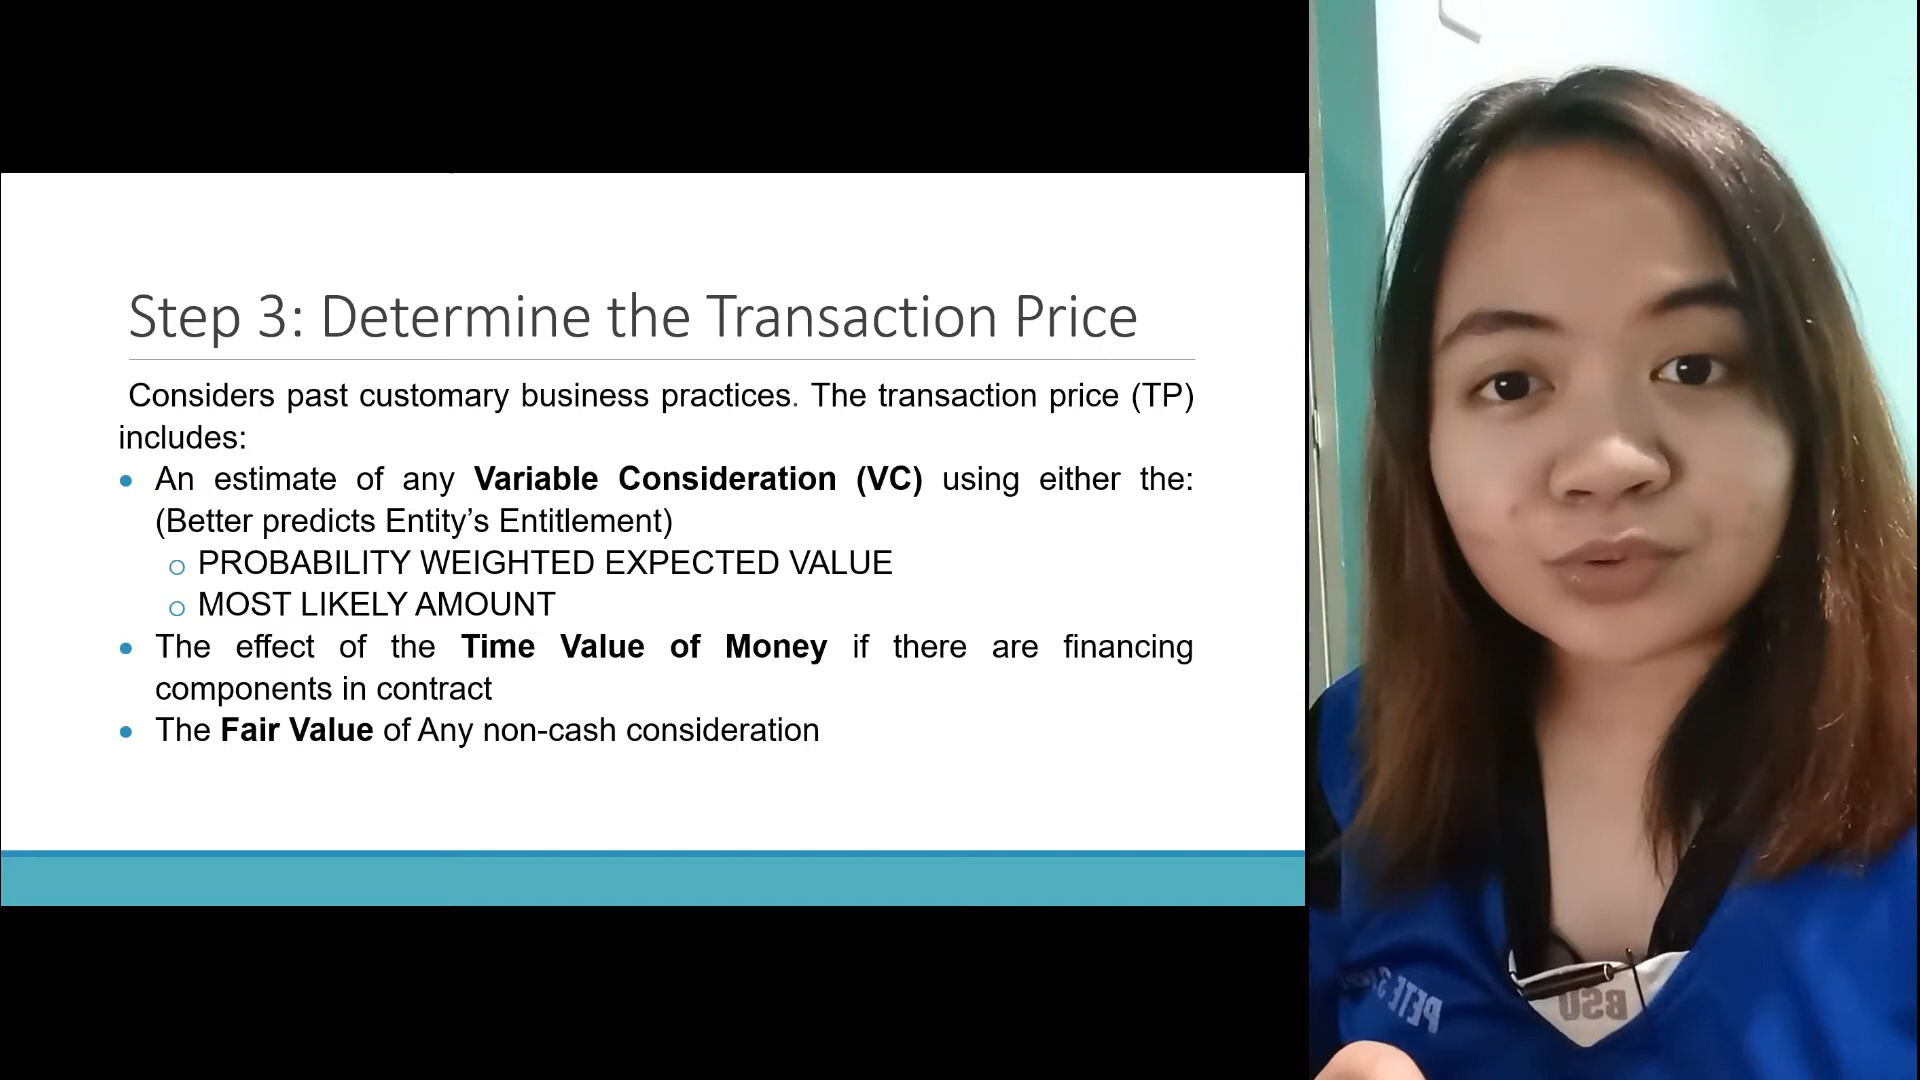 Step 3: Determine the Transaction Price
Considers past customary business practices. The transaction price (TP)
includes:
• An estimate of any Variable Consideration (VC) using either the:
(Better predicts Entity’s Entitlement)
o PROBABILITY WEIGHTED EXPECTED VALUE
o MOST LIKELY AMOUNT
• The effect of the Time Value of Money if there are financing
components in contract
• The Fair Value of Any non-cash consideration
PETE
BSU